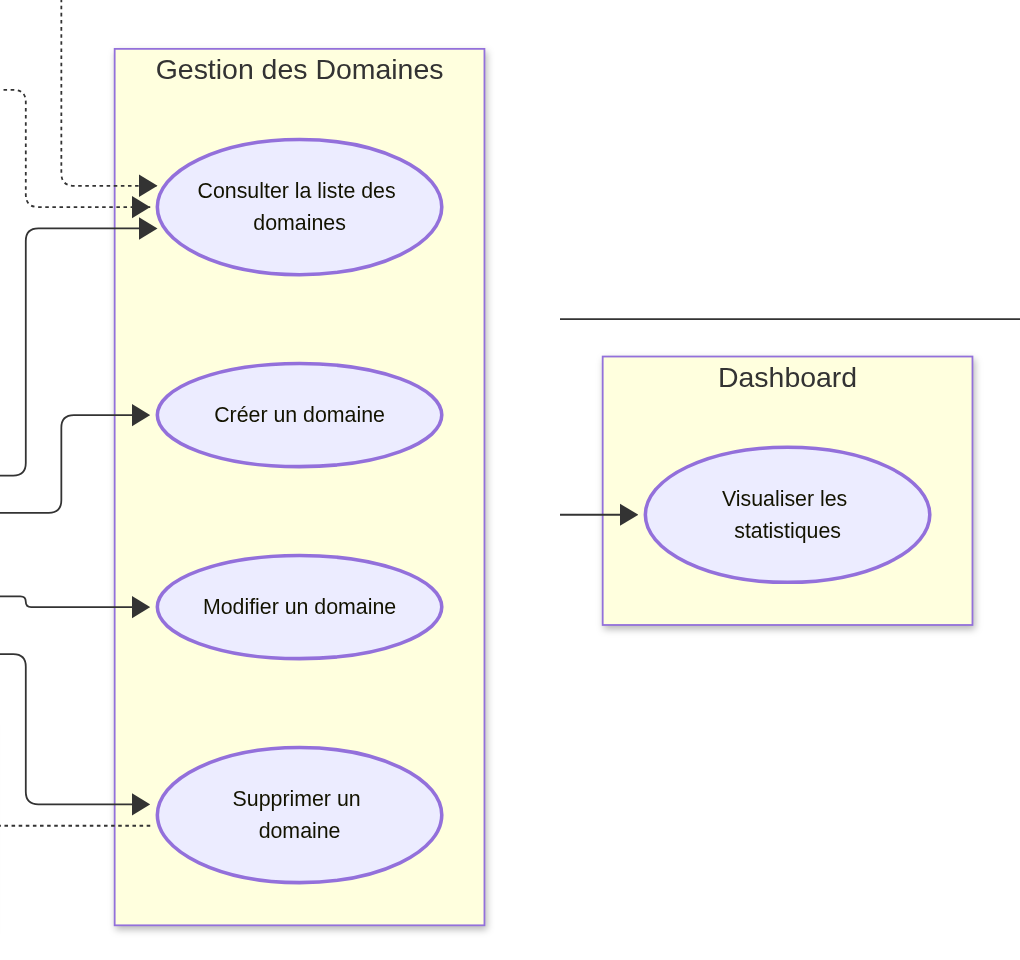 Gestion des Domaines
Consulter la liste des
domaines
Créer un domaine
Modifier un domaine
Supprimer un
domaine
Dashboard
Visualiser les
statistiques